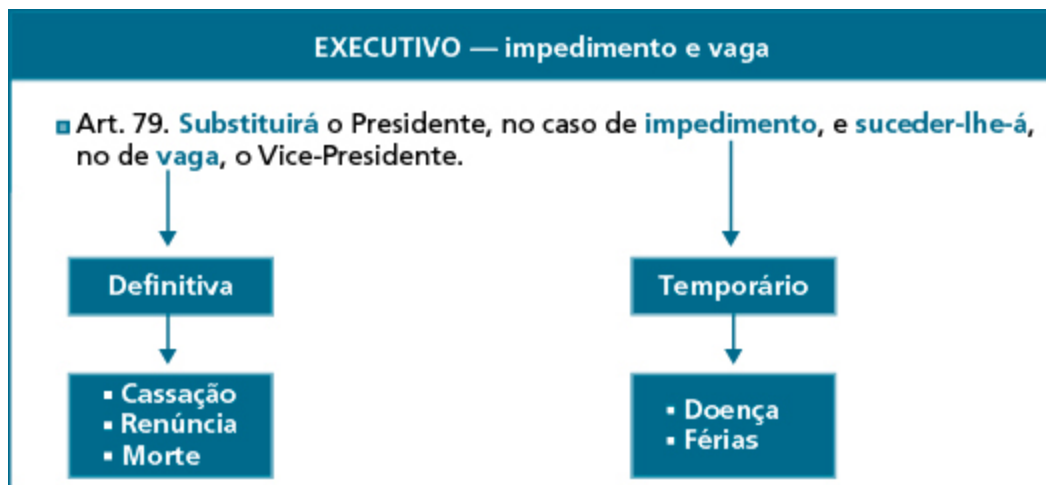 EXECUTIVO — impedimento e vaga
Art. 79. Substituirá o Presidente, no caso de impedimento, e suceder-lhe-á,
no de vaga, o Vice-Presidente.
Definitiva
Temporário
▪ Cassação
▪ Renúncia
▪ Morte
▪ Doença
▪ Férias